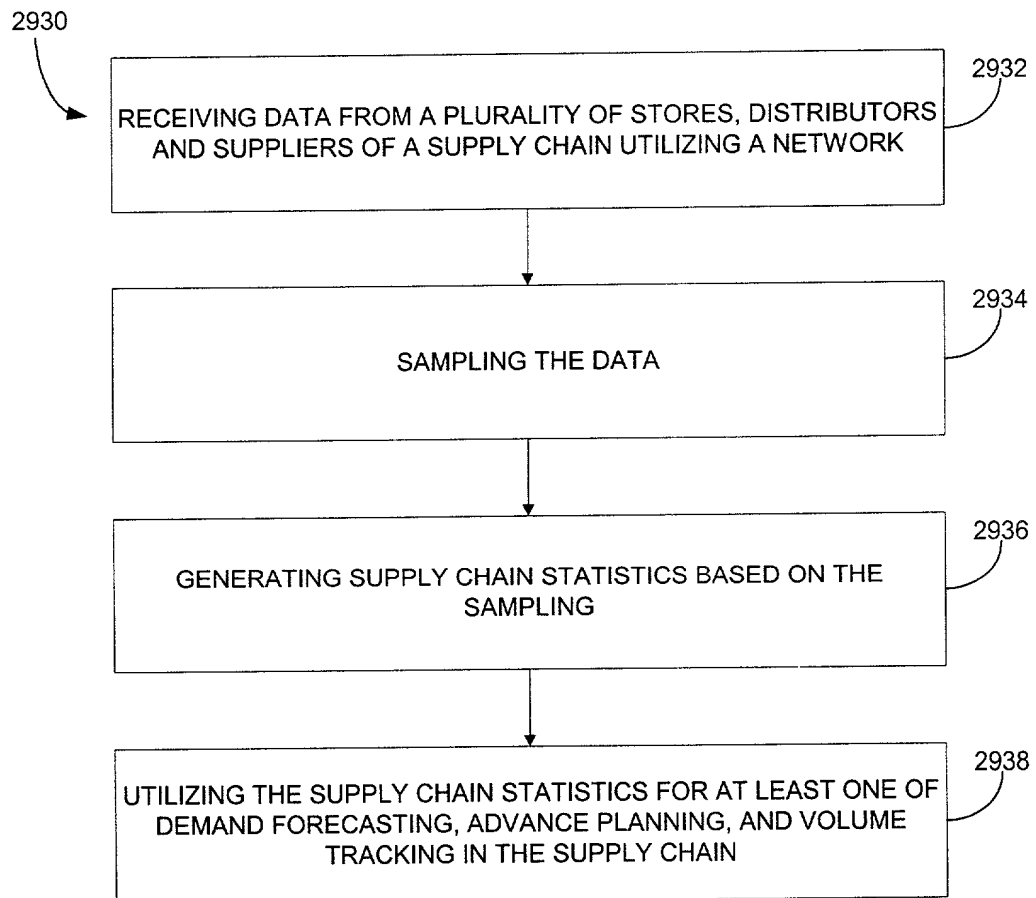 2930
2932
RECEIVING DATA FROM A PLURALITY OF STORES, DISTRIBUTORS
AND SUPPLIERS OF A SUPPLY CHAIN UTILIZING A NETWORK
2934
SAMPLING THE DATA
2936
GENERATING SUPPLY CHAIN STATISTICS BASED ON THE
SAMPLING
2938
UTILIZING THE SUPPLY CHAIN STATISTICS FOR AT LEAST ONE OF
DEMAND FORECASTING, ADVANCE PLANNING, AND VOLUME
TRACKING IN THE SUPPLY CHAIN